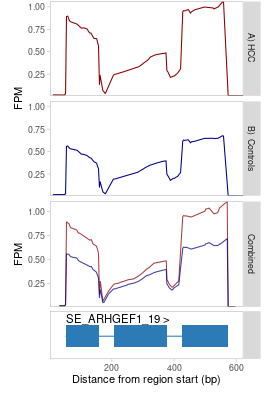 1.00
0.75
0.50
0.25
FPM
A) HCC
1.00
0.75
0.50
0.25
B) Controls
1.00
0.75
0.50
0.25
FPM
Combined
SE_ARHGEF1_19 >
200 400 600
Distance from region start (bp)